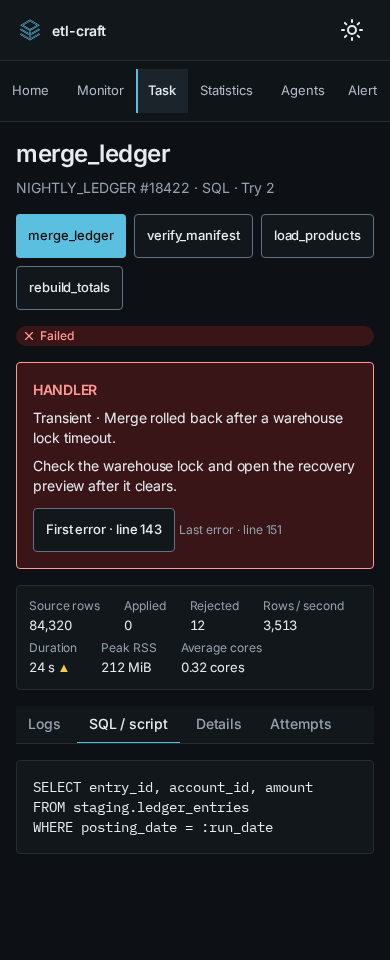 etl-craft
Home Monitor Task Statistics Agents Alert
merge_ledger
NIGHTLY_LEDGER #18422 · SQL · Try 2
merge_ledger verify_manifest load_products
rebuild_totals
Failed
HANDLER
Transient · Merge rolled back after a warehouse
lock timeout.
Check the warehouse lock and open the recovery
preview after it clears.
First error · line 143 Last error · line 151
Source rows Applied Rejected Rows / second
84,320 0 12 3,513
Duration Peak RSS Average cores
24 s ▲ 212 MiB 0.32 cores
Logs SQL / script Details Attempts
SELECT entry_id, account_id, amount
FROM staging.ledger_entries
WHERE posting_date = :run_date